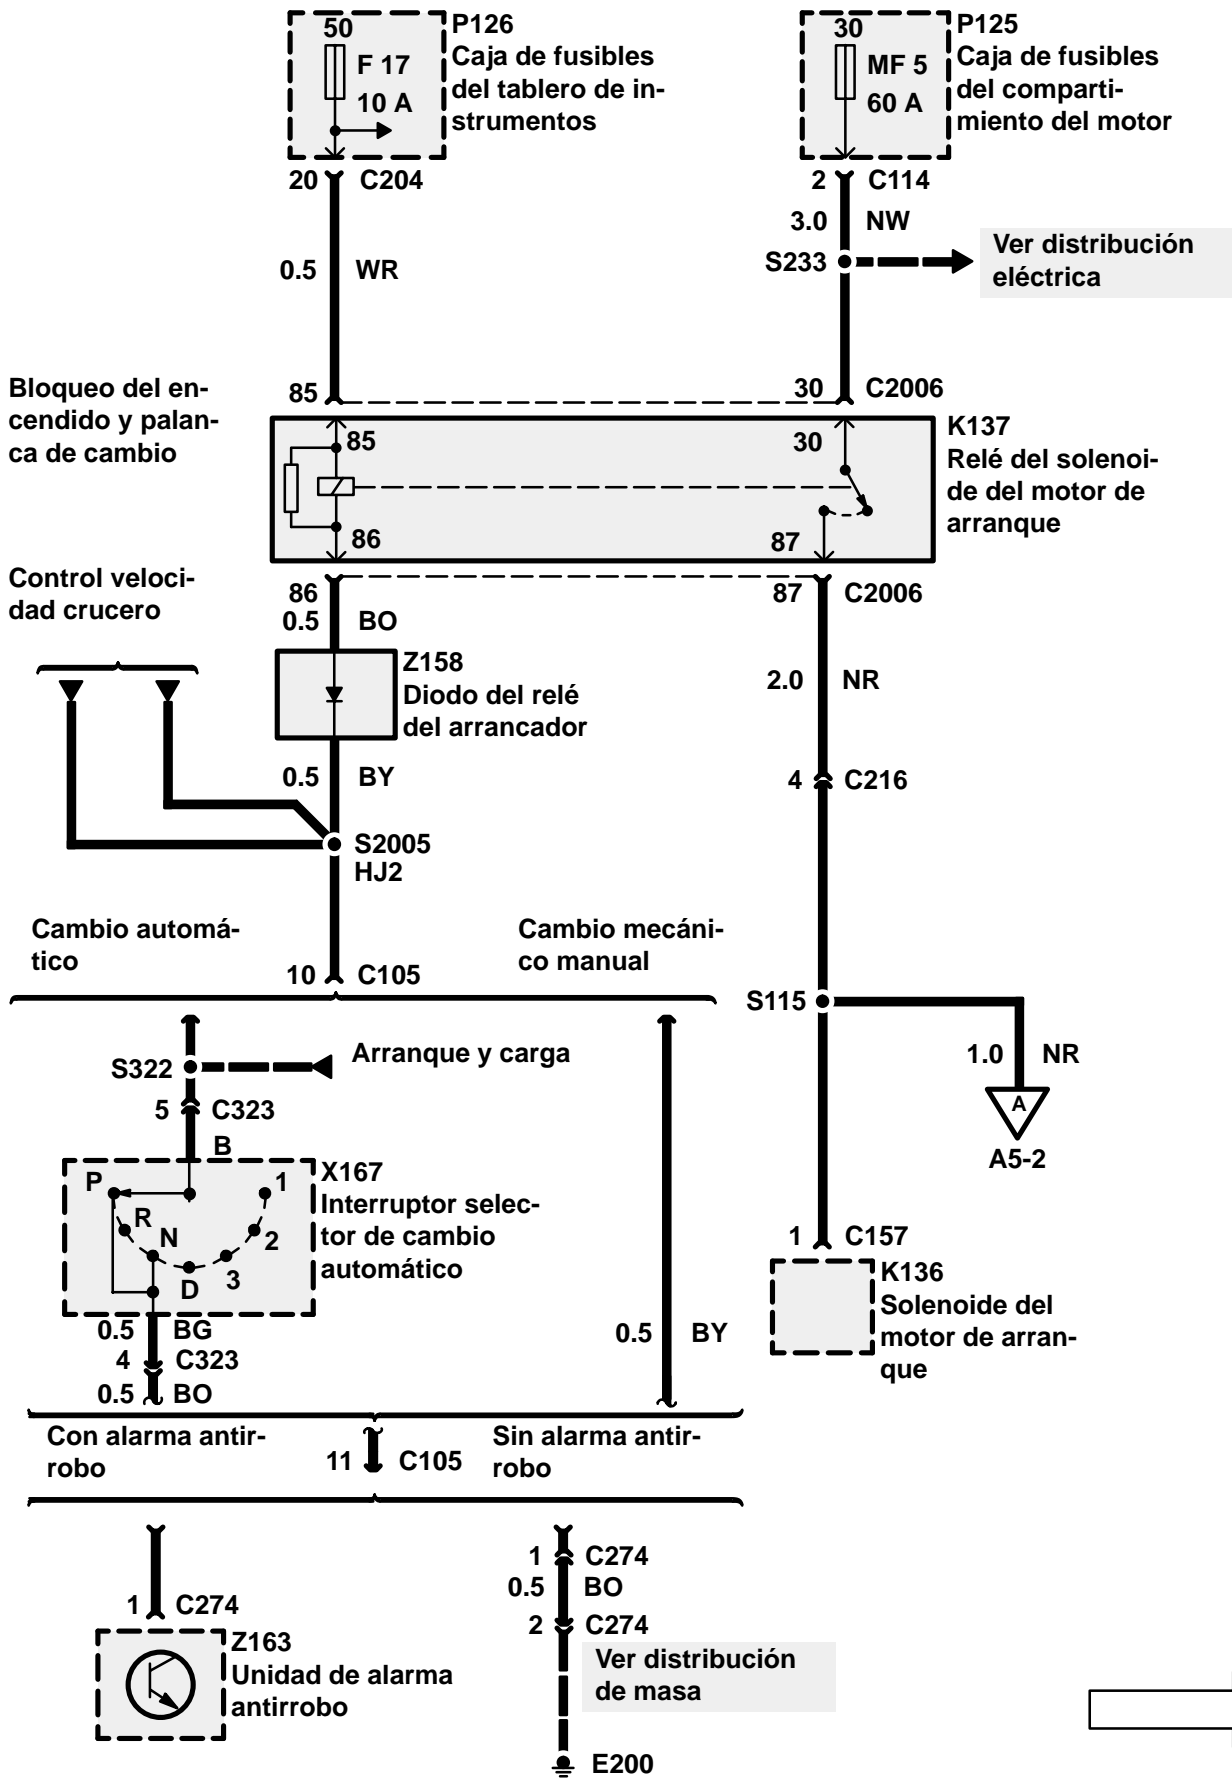 50
F 17
10 A
P126
Caja de fusibles
del tablero de in-
strumentos
30
MF 5
60 A
P125
Caja de fusibles
del comparti-
miento del motor
20 C204
2 C114
3.0 NW
0.5 WR
S233
Ver distribución
eléctrica
Bloqueo del en-
cendido y palan-
ca de cambio
85
30 C2006
85
30
86
87
K137
Relé del solenoi-
de del motor de
arranque
Control veloci-
dad crucero
86
0.5 BO
87 C2006
Z158
Diodo del relé
del arrancador
2.0 NR
0.5 BY
4 C216
S2005
HJ2
Cambio automá-
tico
Cambio mecáni-
co manual
10 C105
S115
1.0 NR
A
A5-2
S322
Arranque y carga
5 C323
B
P
R
N
D
3
2
1
X167
Interruptor selec-
tor de cambio
automático
0.5 BG
4 C323
0.5 BO
0.5 BY
1 C157
K136
Solenoide del
motor de arran-
que
Con alarma antir-
robo
11 C105
Sin alarma antir-
robo
1 C274
Z163
Unidad de alarma
antirrobo
1 C274
0.5 BO
2 C274
Ver distribución
de masa
E200